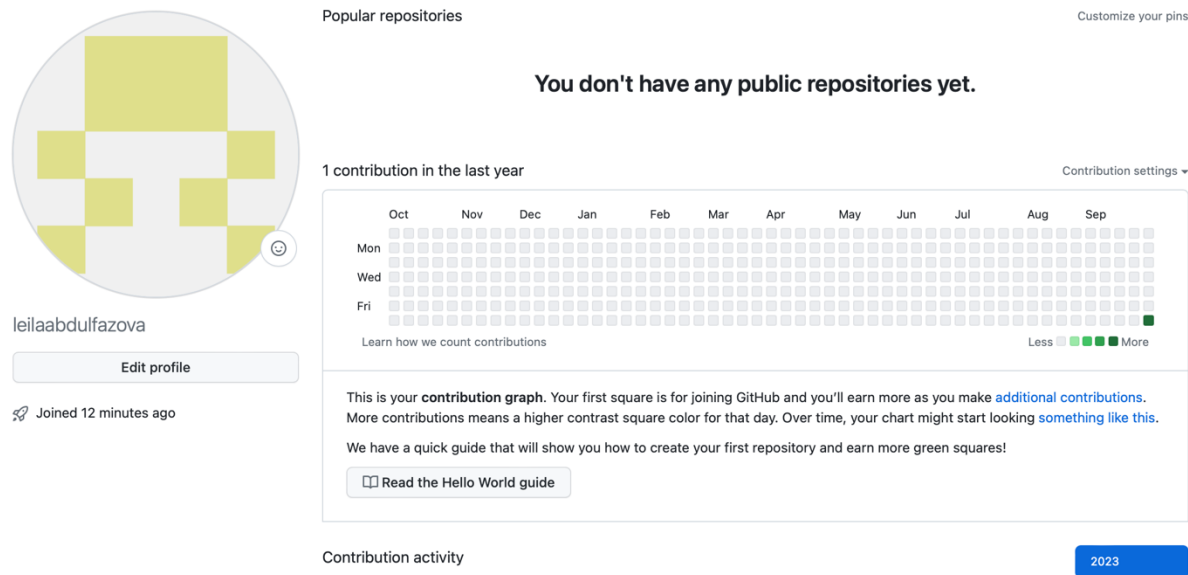 Popular repositories
Customize your pins
You don't have any public repositories yet.
1 contribution in the last year
Contribution settings
Oct Nov Dec Jan Feb Mar Apr May Jun Jul Aug Sep
Mon
Wed
Fri
Learn how we count contributions
Less More
This is your contribution graph. Your first square is for joining GitHub and you’ll earn more as you make additional contributions.
More contributions means a higher contrast square color for that day. Over time, your chart might start looking something like this.
We have a quick guide that will show you how to create your first repository and earn more green squares!
Read the Hello World guide
Contribution activity
2023
leilaabdulfazova
Edit profile
Joined 12 minutes ago